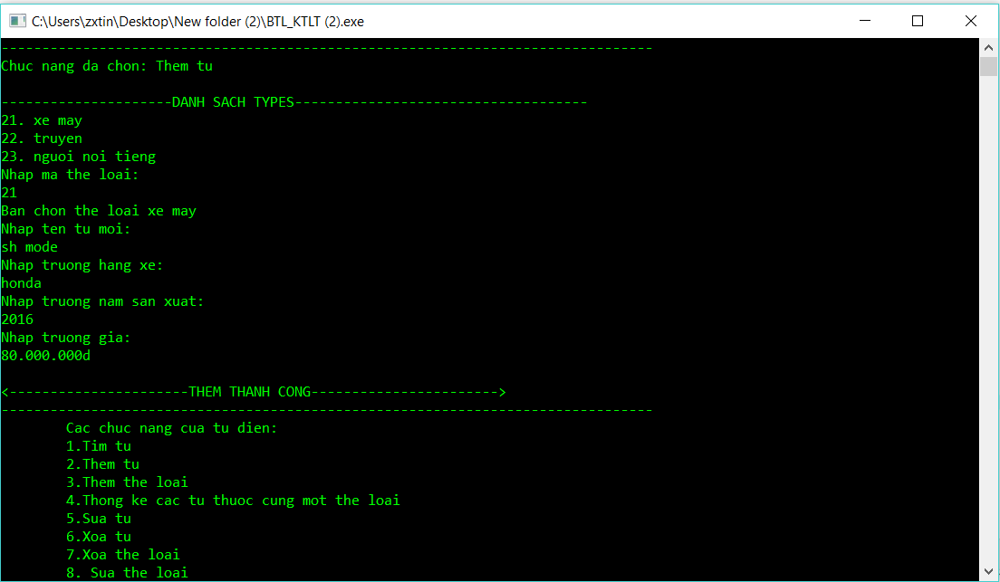 C:\Users\zxtin\Desktop\New folder (2)\BTL_KTLT (2).exe
--------------------------------------------------------------------------------
Chuc nang da chon: Them tu
---------------------DANH SACH TYPES------------------------------------
21. xe may
22. truyen
23. nguoi noi tieng
Nhap ma the loai:
21
Ban chon the loai xe may
Nhap ten tu moi:
sh mode
Nhap truong hang xe:
honda
Nhap truong nam san xuat:
2016
Nhap truong gia:
80.000.000d
<----------------------THEM THANH CONG----------------------->
--------------------------------------------------------------------------------
Cac chuc nang cua tu dien:
1.Tim tu
2.Them tu
3.Them the loai
4.Thong ke cac tu thuoc cung mot the loai
5.Sua tu
6.Xoa tu
7.Xoa the loai
8. Sua the loai